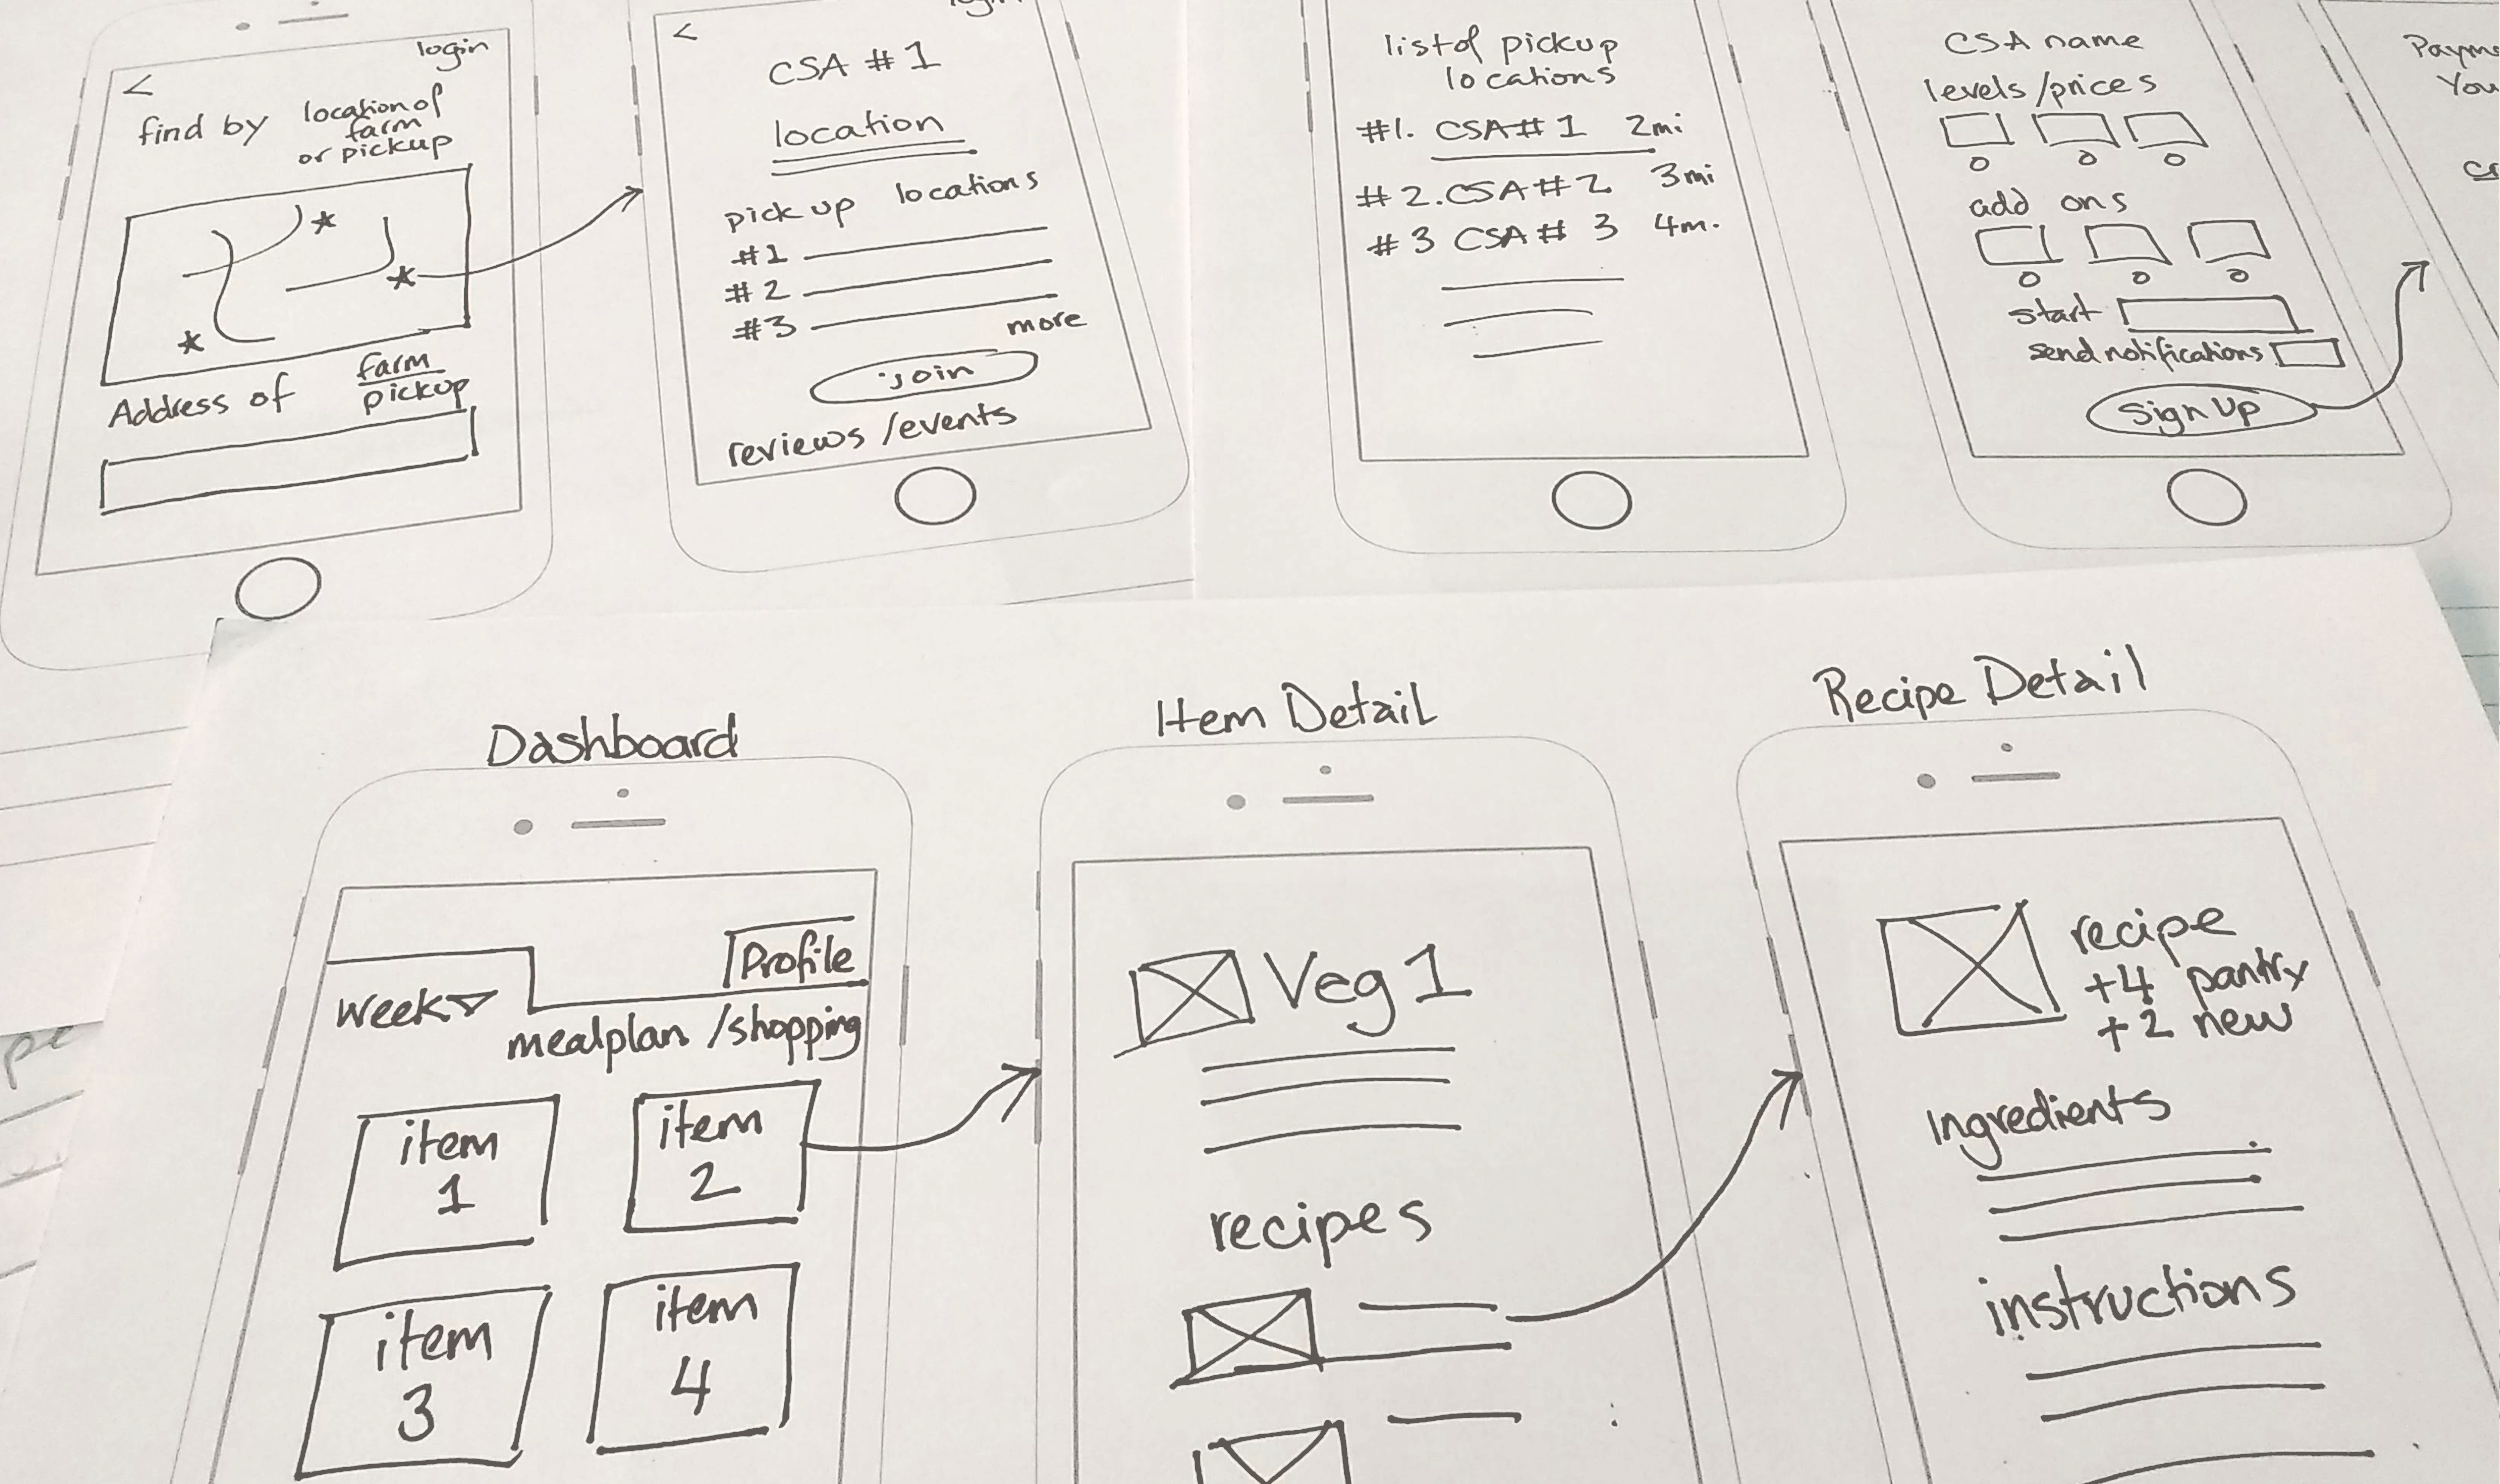 login
<
find by location of
farm
or pickup
Address of farm
pickup
login
<
CSA #1
location
pick up locations
#1
#2
#3
more
join
reviews /events
list of pickup
locations
#1. CSA #1 2mi
#2. CSA #2 3mi
#3 CSA # 3 4m.
CSA name
levels/prices
add ons
start
send notifications
Sign Up
You
Dashboard
Profile
week
mealplan /shopping
item
1
item
2
item
3
item
4
Item Detail
Veg 1
recipes
Recipe Detail
recipe
+4 pantry
+2 new
Ingredients
instructions